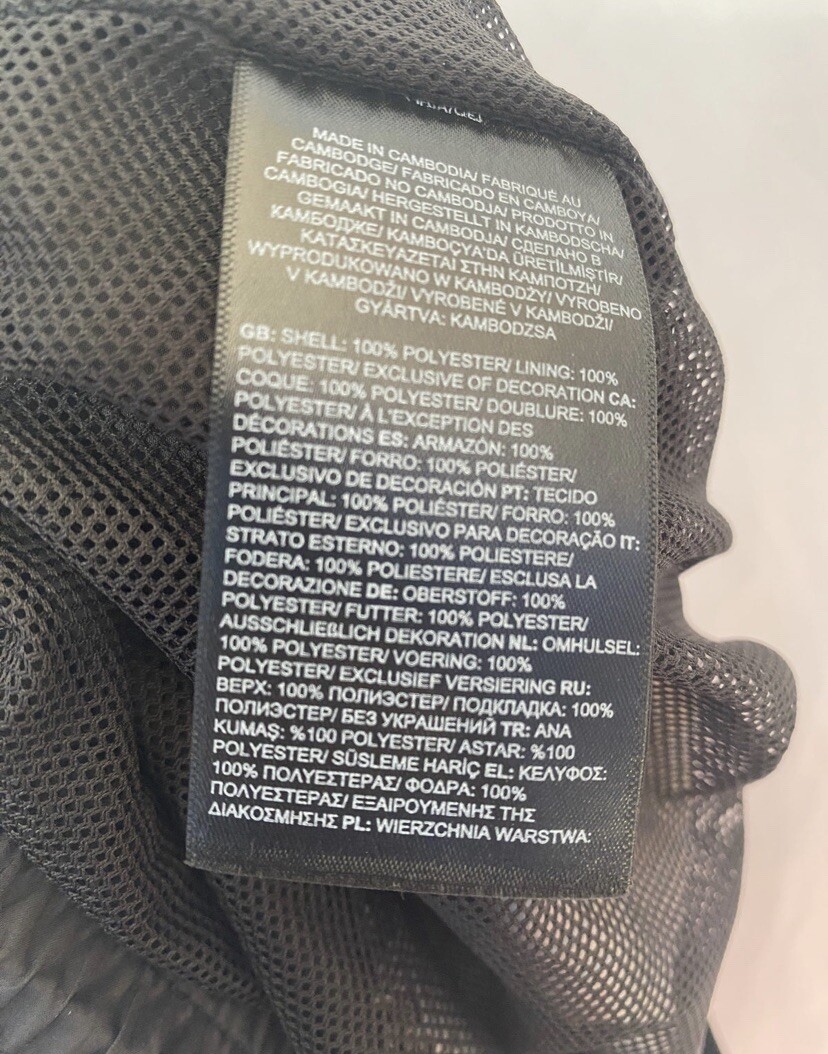 MADE IN CAMBODIA/ FABRIQUÉ AU
CAMBODGE/ FABRICADO EN CAMBOYA/
FABRICADO NO CAMBODJA/ PRODOTTO IN
CAMBOGIA/ HERGESTELLT IN KAMBODSCHA/
GEMAAKT IN CAMBODJA/ СДЕЛАНО В
КАМБОДЖЕ/ KAMBOÇYA'DA ÜRETİLMİŞTİR/
ΚΑΤΑΣΚΕΥΑΖΕΤΑΙ ΣΤΗΝ ΚΑΜΠΟΤΖΗ/
WYPRODUKOWANO W KAMBODŻY/ VYROBENO
V KAMBODŽI/ VYROBENÉ V KAMBODŽI/
GYÁRTVA: KAMBODZSA
GB: SHELL: 100% POLYESTER/ LINING: 100%
POLYESTER/ EXCLUSIVE OF DECORATION CA:
COQUE: 100% POLYESTER/ DOUBLURE: 100%
POLYESTER/ À L'EXCEPTION DES
DÉCORATIONS ES: ARMAZÓN: 100%
POLIÉSTER/ FORRO: 100% POLIÉSTER/
EXCLUSIVO DE DECORACIÓN PT: TECIDO
PRINCIPAL: 100% POLIÉSTER/ FORRO: 100%
POLIÉSTER/ EXCLUSIVO PARA DECORAÇÃO IT:
STRATO ESTERNO: 100% POLIESTERE/
FODERA: 100% POLIESTERE/ ESCLUSA LA
DECORAZIONE DE: OBERSTOFF: 100%
POLYESTER/ FUTTER: 100% POLYESTER/
AUSSCHLIEßLICH DEKORATION NL: OMHULSEL:
100% POLYESTER/ VOERING: 100%
POLYESTER/ EXCLUSIEF VERSIERING RU:
ВЕРХ: 100% ПОЛИЭСТЕР/ ПОДКЛАДКА: 100%
ПОЛИЭСТЕР/ БЕЗ УКРАШЕНИЙ TR: ANA
KUMAŞ: %100 POLYESTER/ ASTAR: %100
POLYESTER/ SÜSLEME HARİÇ EL: ΚΕΛΥΦΟΣ:
100% ΠΟΛΥΕΣΤΕΡΑΣ/ ΦΟΔΡΑ: 100%
ΠΟΛΥΕΣΤΕΡΑΣ/ ΕΞΑΙΡΟΥΜΕΝΗΣ ΤΗΣ
ΔΙΑΚΟΣΜΗΣΗΣ PL: WIERZCHNIA WARSTWA: